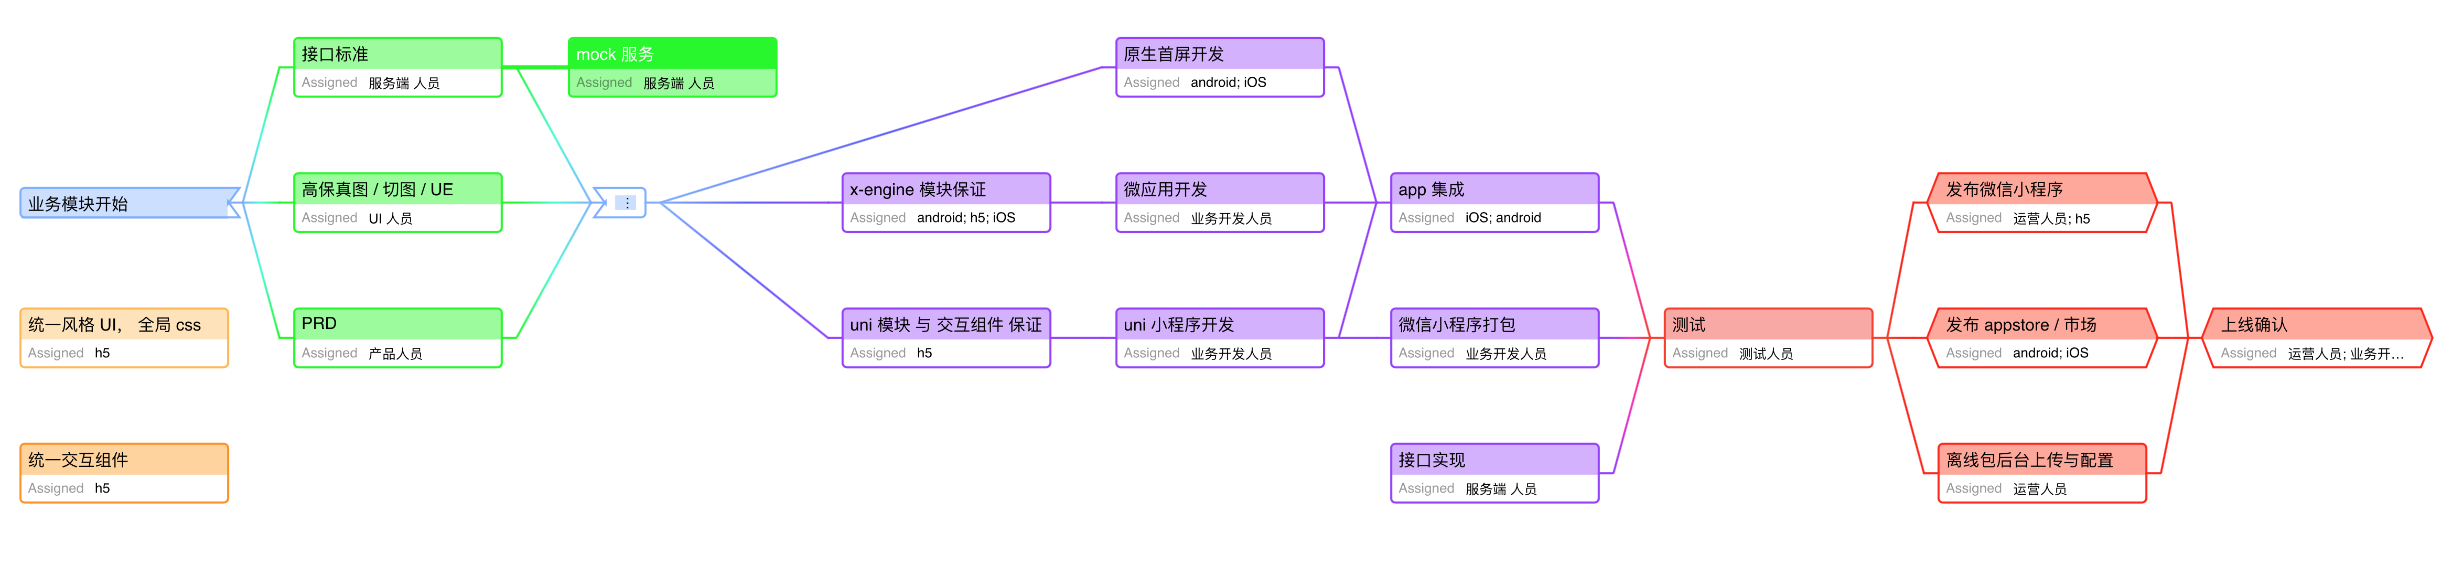 接口标准
Assigned 服务端 人员
mock 服务
Assigned 服务端 人员
原生首屏开发
Assigned android; iOS
业务模块开始
高保真图 / 切图 / UE
Assigned UI 人员
x-engine 模块保证
Assigned android; h5; iOS
微应用开发
Assigned 业务开发人员
app 集成
Assigned iOS; android
发布微信小程序
Assigned 运营人员; h5
统一风格 UI， 全局 css
Assigned h5
PRD
Assigned 产品人员
uni 模块 与 交互组件 保证
Assigned h5
uni 小程序开发
Assigned 业务开发人员
微信小程序打包
Assigned 业务开发人员
测试
Assigned 测试人员
发布 appstore / 市场
Assigned android; iOS
上线确认
Assigned 运营人员; 业务开...
统一交互组件
Assigned h5
接口实现
Assigned 服务端 人员
离线包后台上传与配置
Assigned 运营人员